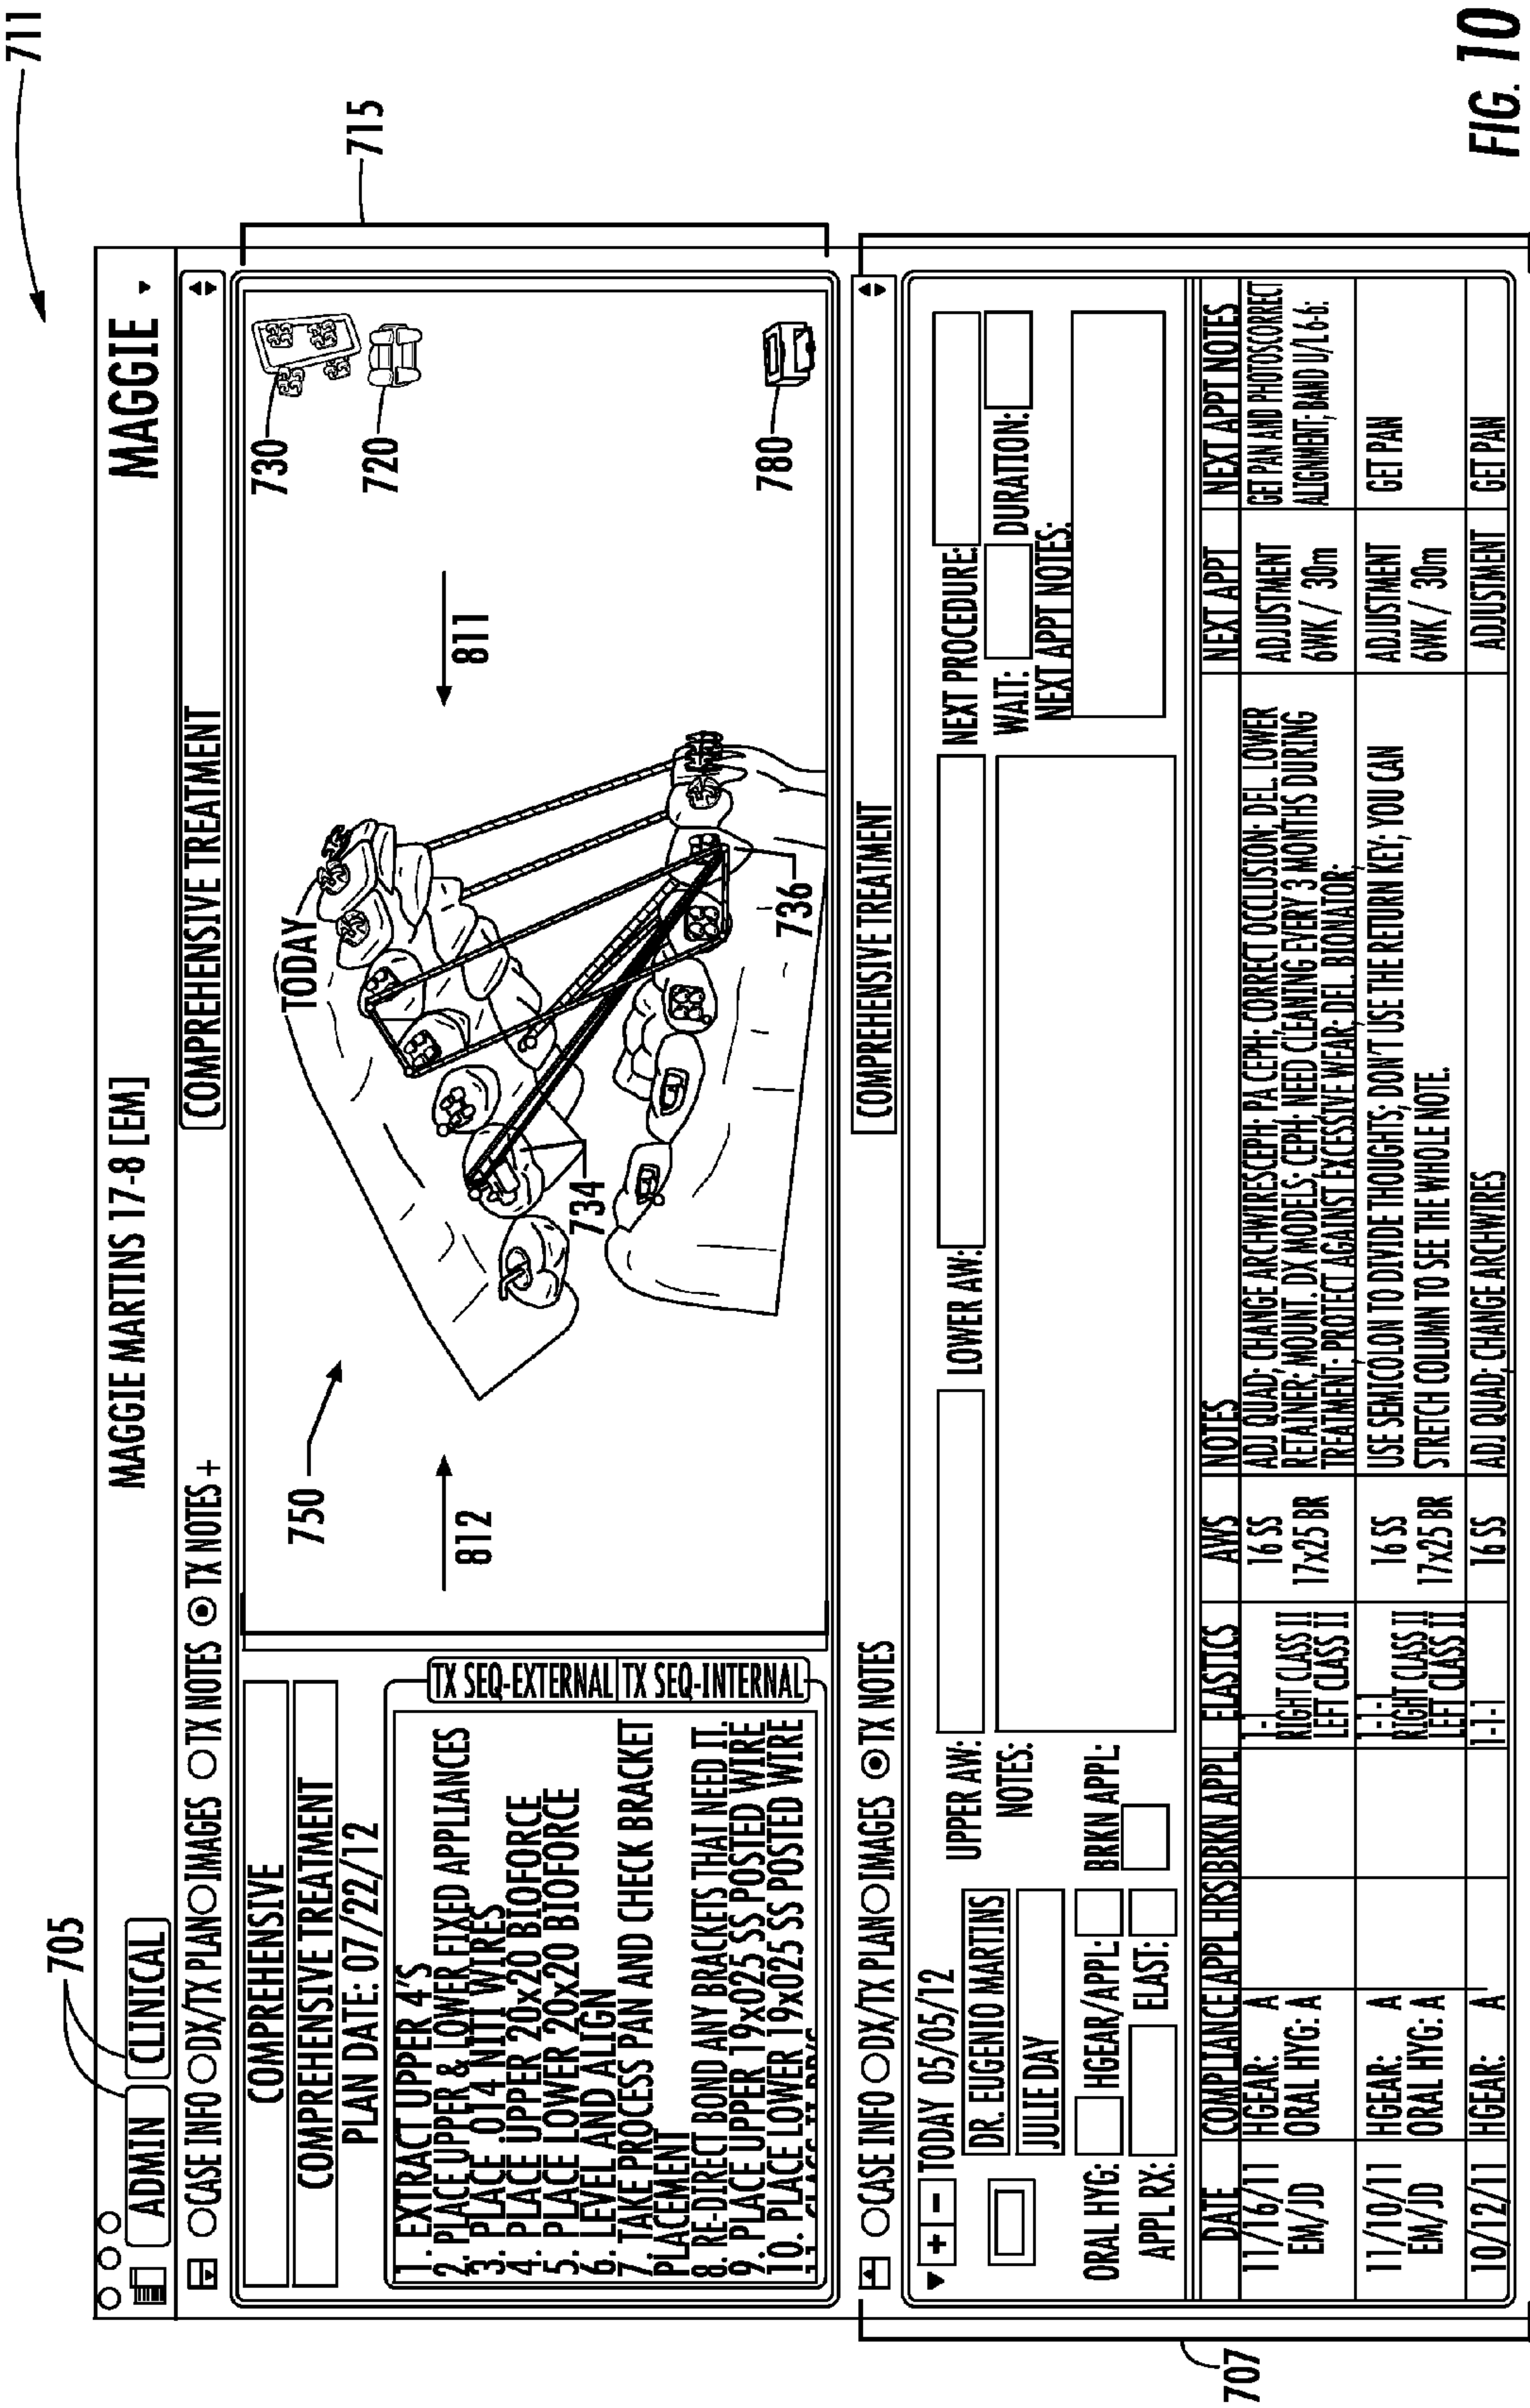 711
MAGGIE MARTINS 17-8 [EM]
MAGGIE
705
ADMIN
CLINICAL
CASE INFO
DX/TX PLAN
IMAGES
TX NOTES
TX NOTES +
COMPREHENSIVE TREATMENT
715
COMPREHENSIVE
COMPREHENSIVE TREATMENT
PLAN DATE: 07/22/12
TX SEQ-EXTERNAL
TX SEQ-INTERNAL
1. EXTRACT UPPER 4'S
2. PLACE UPPER & LOWER FIXED APPLIANCES
3. PLACE .014 NITI WIRES
4. PLACE UPPER 20x20 BIOFORCE
5. PLACE LOWER 20x20 BIOFORCE
6. LEVEL AND ALIGN
7. TAKE PROCESS PAN AND CHECK BRACKET
PLACEMENT
8. RE-DIRECT BOND ANY BRACKETS THAT NEED IT.
9. PLACE UPPER 19x025 SS POSTED WIRE
10. PLACE LOWER 19x025 SS POSTED WIRE
750
812
TODAY
734
736
811
730
720
780
CASE INFO
DX/TX PLAN
IMAGES
TX NOTES
COMPREHENSIVE TREATMENT
707
+
-
TODAY 05/05/12
DR. EUGENIO MARTINS
JULIE DAY
ORAL HYG:
HGEAR/APPL:
BRKN APPL:
APPL RX:
ELAST:
UPPER AW:
LOWER AW:
NOTES:
NEXT PROCEDURE:
WAIT:
DURATION:
NEXT APPT NOTES:
DATE COMPLIANCE APPL HRS BRKN APPL ELASTICS AWS NOTES NEXT APPT NEXT APPT NOTES
11/16/11
EM/JD
HGEAR: A
ORAL HYG: A
1-1
RIGHT CLASS II
LEFT CLASS II
16 SS
17x25 BR
ADJ QUAD; CHANGE ARCHWIRESCEPH; PA CEPH; CORRECT OCCLUSION; DEL. LOWER
RETAINER; MOUNT. DX MODELS; CEPH; NEED CLEANING EVERY 3 MONTHS DURING
TREATMENT; PROTECT AGAINST EXCESSIVE WEAR; DEL. BIONATOR;
ADJUSTMENT
6WK / 30m
GET PAN AND PHOTOSCORRECT
ALIGNMENT; BAND U/L 6-6:
11/10/11
EM/JD
HGEAR: A
ORAL HYG: A
1-1-1
RIGHT CLASS II
LEFT CLASS II
16 SS
17x25 BR
USE SEMICOLON TO DIVIDE THOUGHTS; DON'T USE THE RETURN KEY; YOU CAN
STRETCH COLUMN TO SEE THE WHOLE NOTE.
ADJUSTMENT
6WK / 30m
GET PAN
10/12/11
HGEAR: A
1-1-1
16 SS
ADJ QUAD; CHANGE ARCHWIRES
ADJUSTMENT
GET PAN
FIG. 10